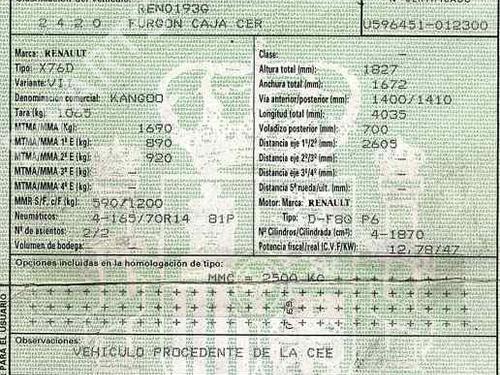 RENO193G
2 4 2 0 FURGON CAJA CER
U596451-012300
Marca: RENAULT
Tipo: X76D
Variante: VI
Denominación comercial: KANGOO
Tara (kg): 1065
MTMA/MMA (Kg): 1690
MTMA/MMA 1º E (kg): 890
MTMA/MMA 2º E (kg): 920
MTMA/MMA 3º E (Kg): -
MTMA/MMA 4º E (kg): -
MMR S/F, c/F (kg): 590/1200
Neumáticos: 4-165/70R14 81P
Nº de asientos: 2/2
Volumen de bodega: -
Clase: -
Altura total (mm): 1827
Anchura total (mm): 1672
Via anterior/posterior (mm): 1400/1410
Longitud total (mm): 4035
Voladizo posterior (mm): 700
Distancia eje 1º/2º (mm): 2605
Distancia eje 2º/3º (mm): -
Distancia eje 3º/4º (mm): -
Distancia 5ª rueda/ult. (mm): -
Motor: Marca: RENAULT
Tipo: D-F8Q P6
Nº Cilindros/Cilindrada (cm³): 4-1870
Potencia fiscal/real (C.V.F/KW): 12,78/47
Opciones incluidas en la homologación de tipo:
MMC = 2500 KG
Observaciones:
VEHICULO PROCEDENTE DE LA CEE
PARA EL USUARIO